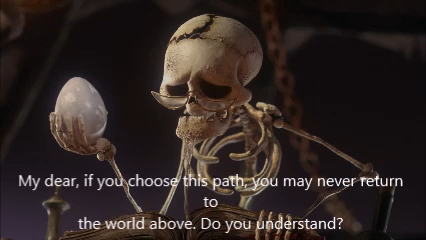 My dear, if you choose this path, you may never return
to
the world above. Do you understand?